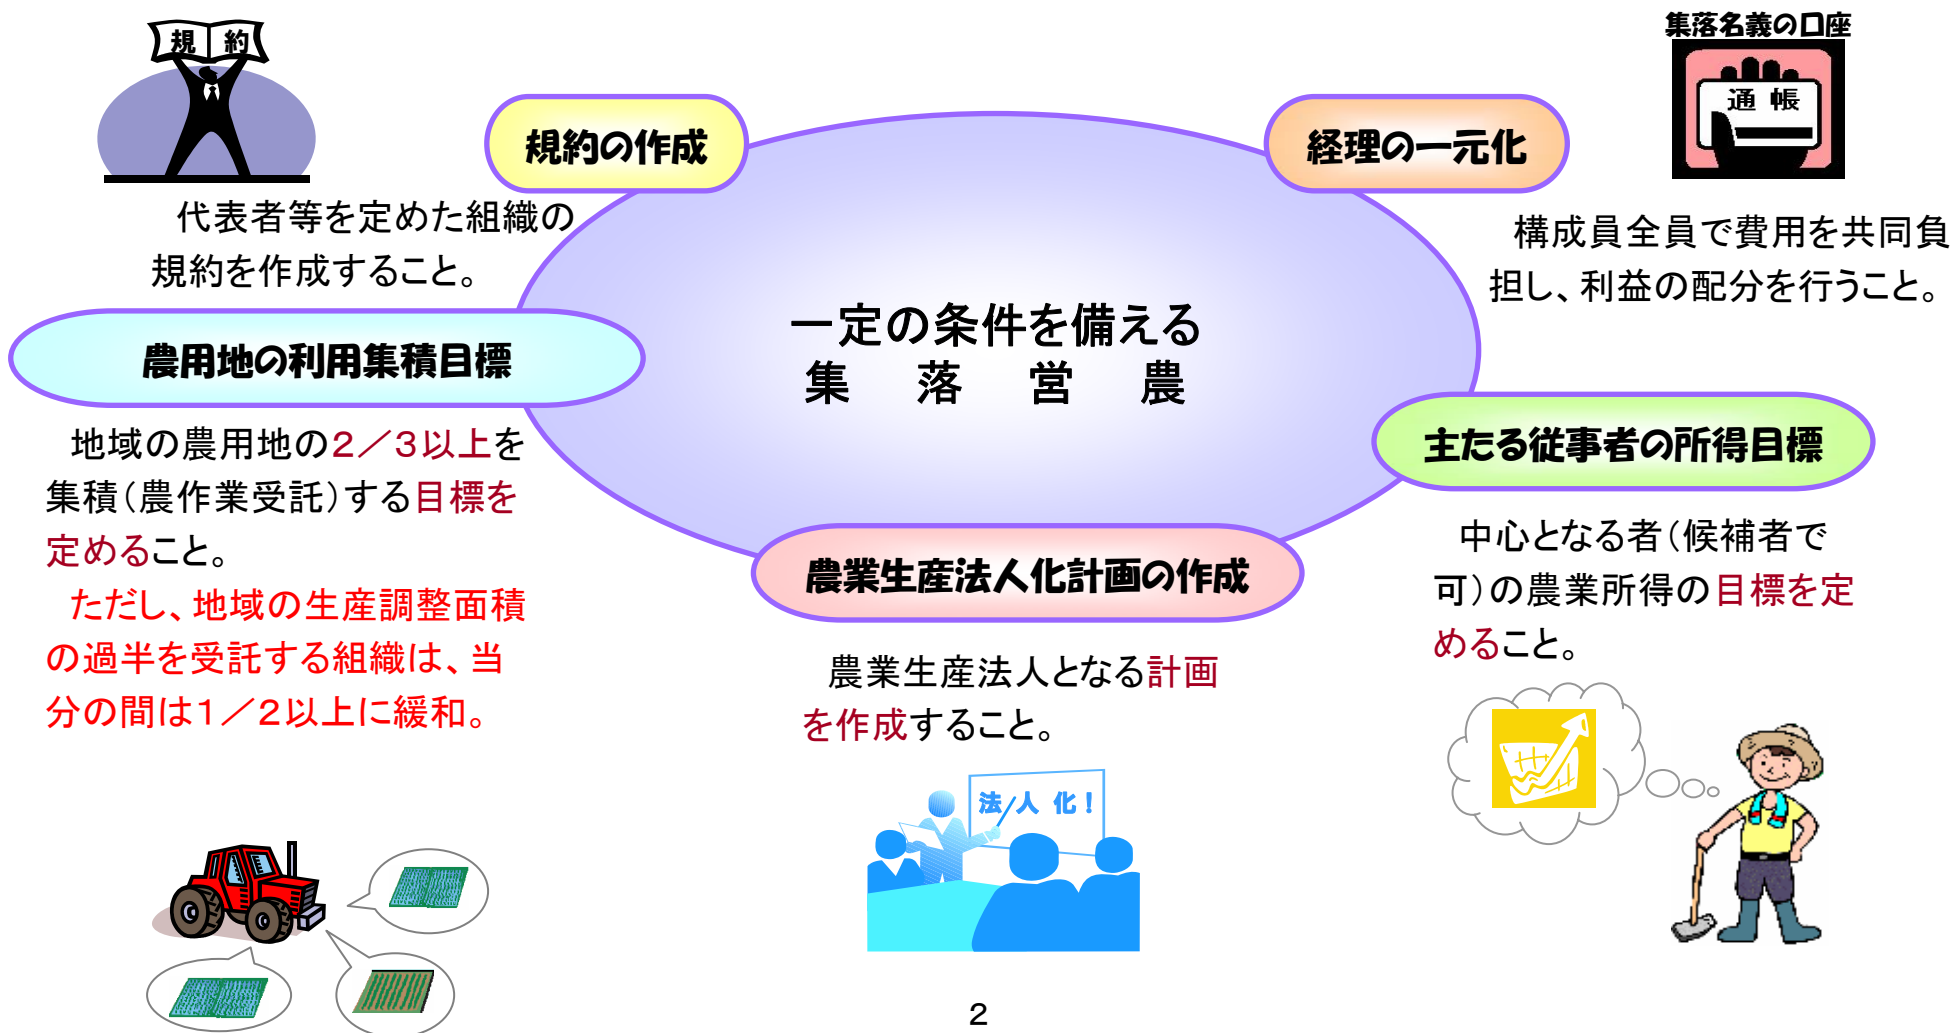 規 約
規約の作成
代表者等を定めた組織の
規約を作成すること。
集落名義の口座
通 帳
経理の一元化
構成員全員で費用を共同負
担し、利益の配分を行うこと。
一定の条件を備える
集 落 営 農
農用地の利用集積目標
地域の農用地の2／3以上を
集積(農作業受託)する目標を
定めること。
ただし、地域の生産調整面積
の過半を受託する組織は、当
分の間は1／2以上に緩和。
主たる従事者の所得目標
中心となる者(候補者で
可)の農業所得の目標を定
めること。
農業生産法人化計画の作成
農業生産法人となる計画
を作成すること。
法人化！
2